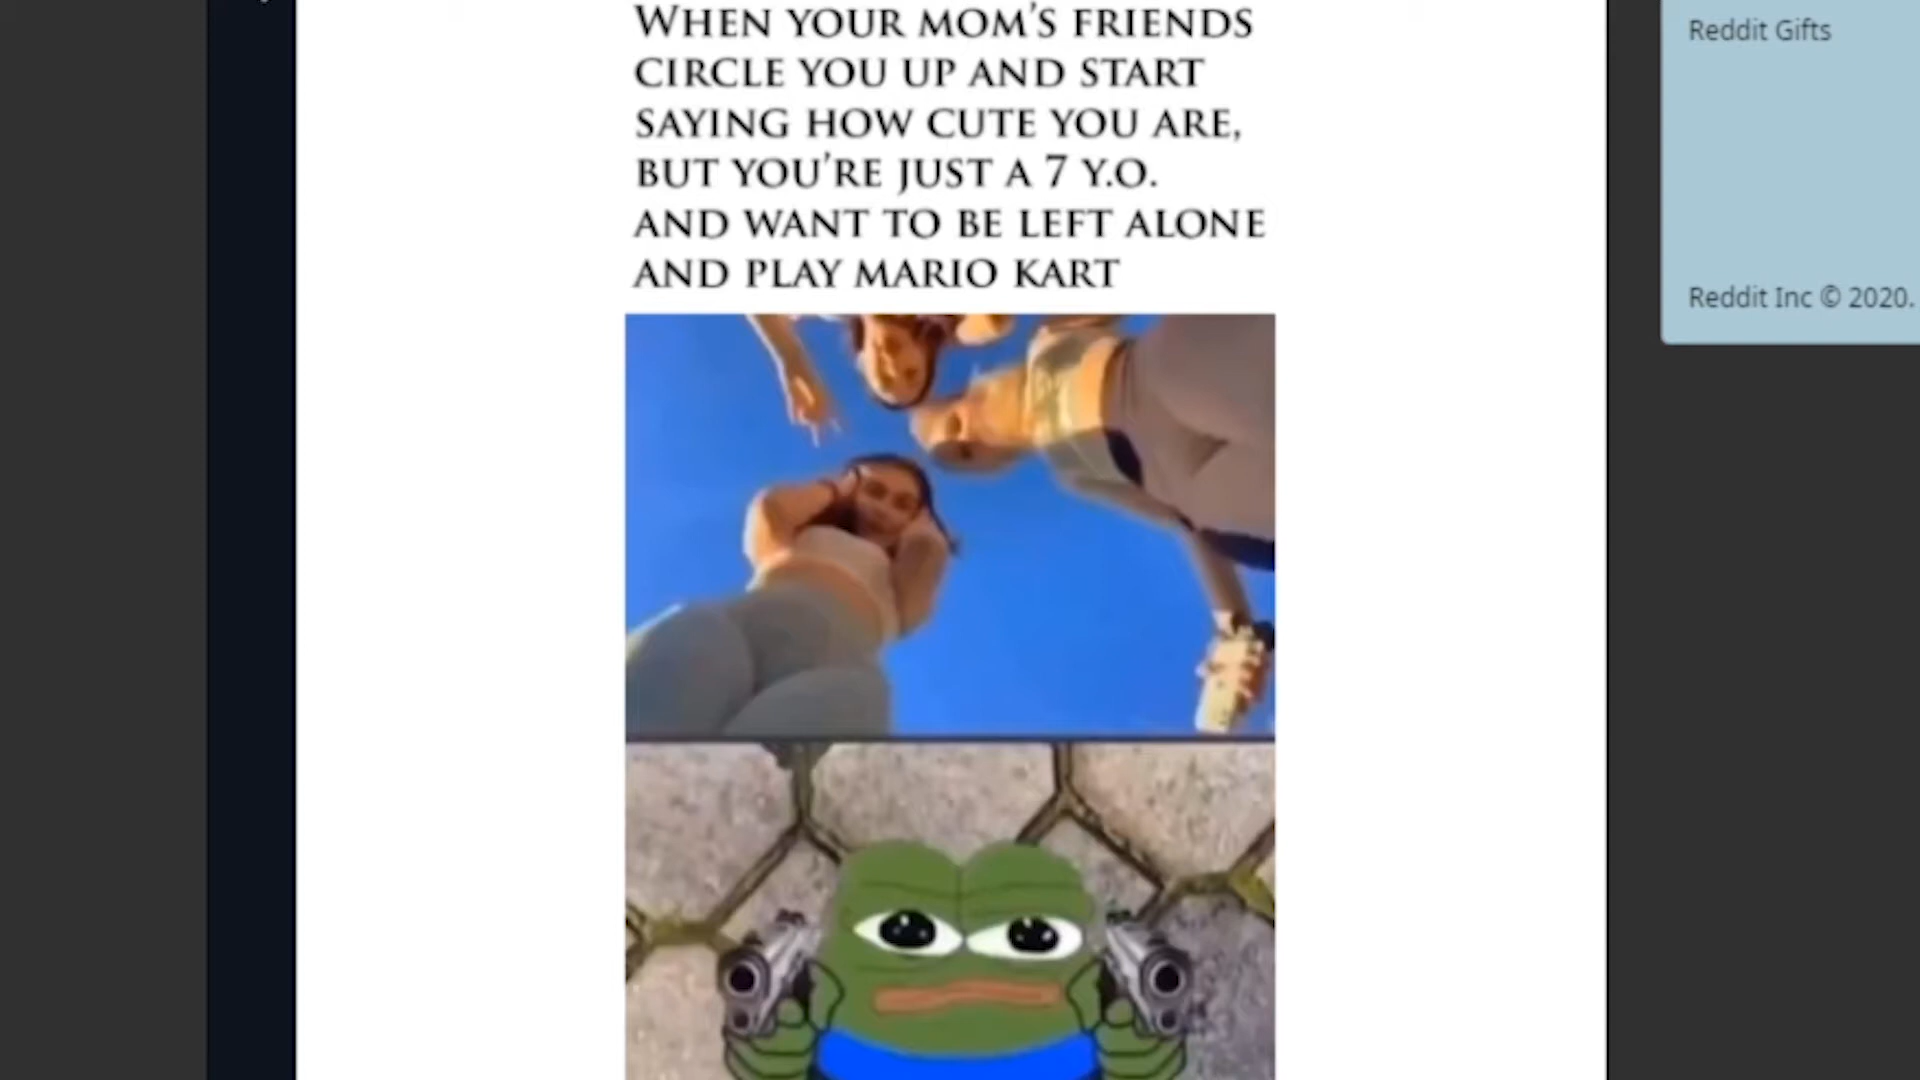 WHEN YOUR MOM'S FRIENDS
CIRCLE YOU UP AND START
SAYING HOW CUTE YOU ARE,
BUT YOU'RE JUST A 7 Y.O.
AND WANT TO BE LEFT ALONE
AND PLAY MARIO KART
Reddit Gifts
Reddit Inc © 2020.